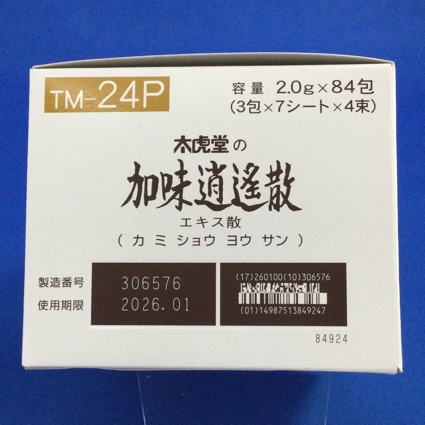 TM-24P
容量 2.0g×84包
(3包×7シート×4束)
太虎堂の
加味逍遙散
エキス散
(カミショウヨウサン)
製造番号 306576
使用期限 2026.01
(17)260100(10)306576
(01)14987513849247
84924